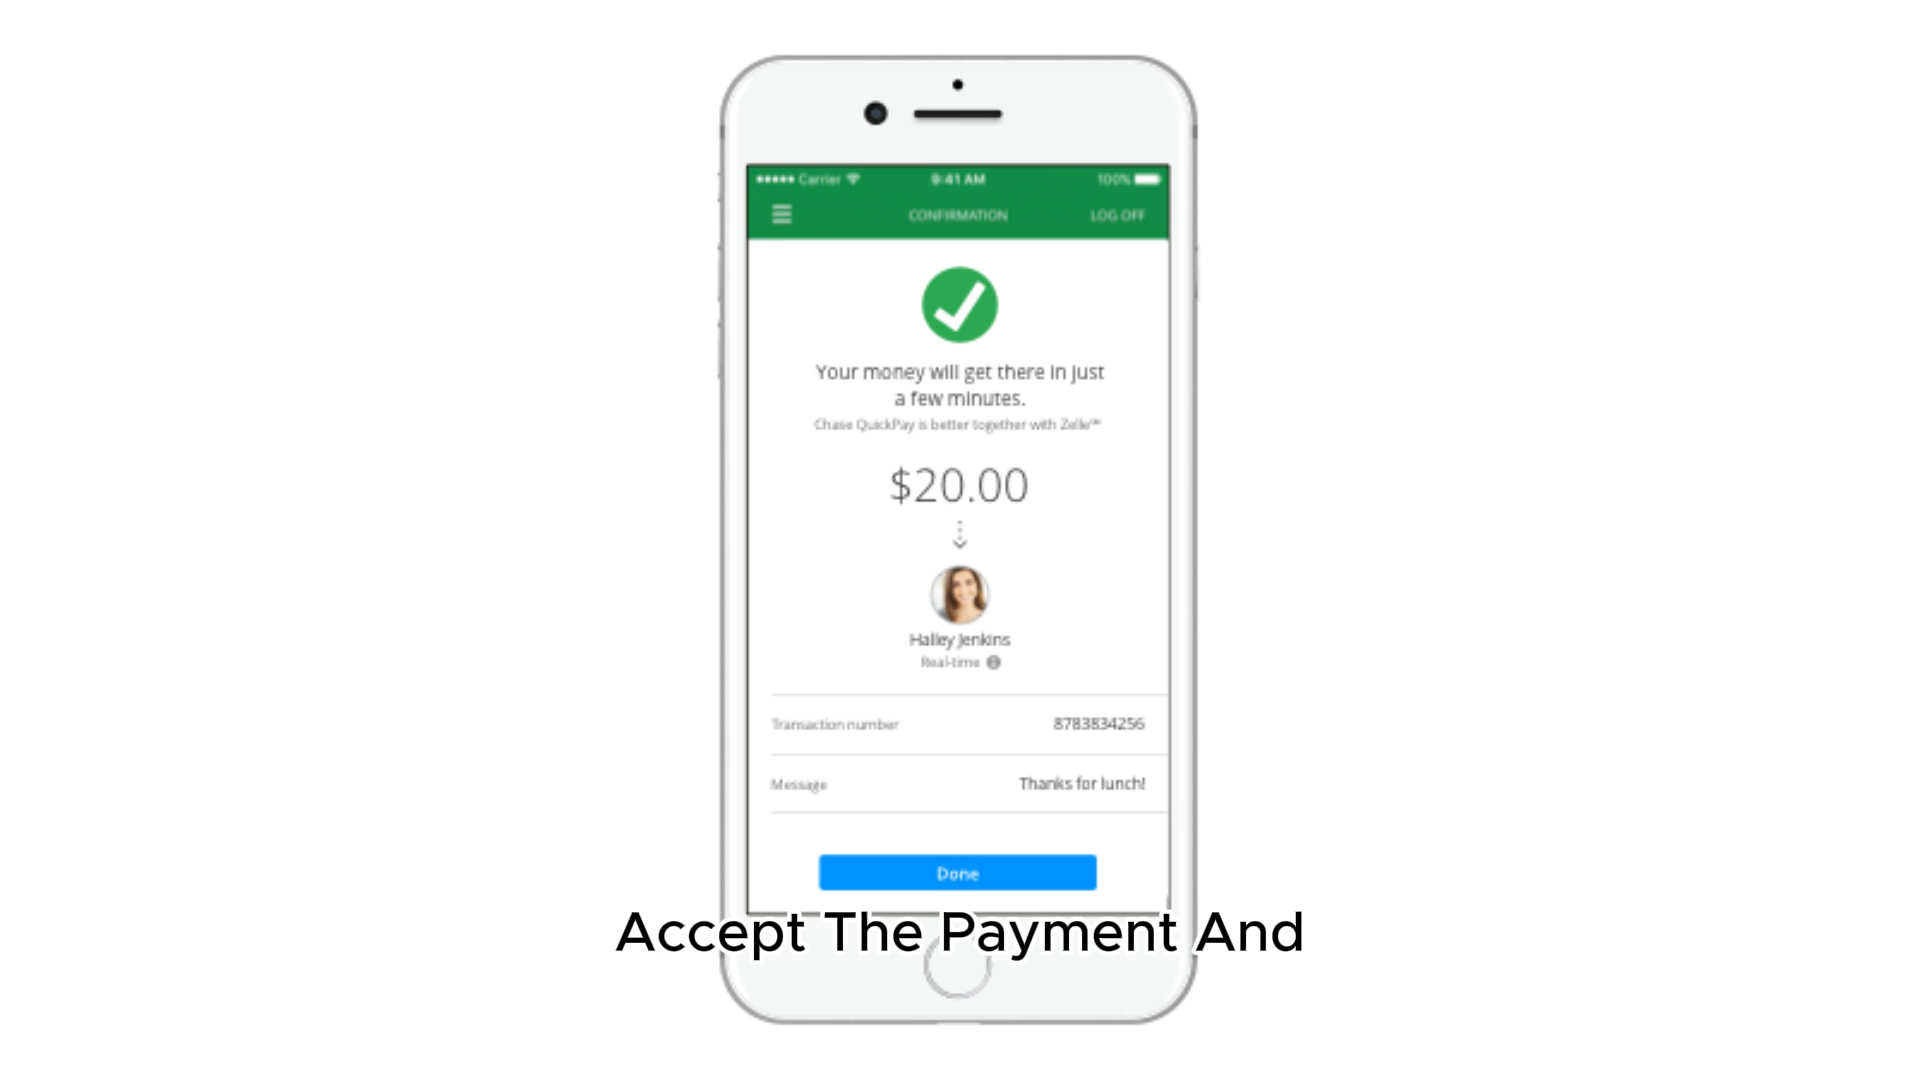 Carrier 9:41 AM 100%
CONFIRMATION LOG OFF
Your money will get there in just
a few minutes.
Chase QuickPay is better together with Zelle℠
$20.00
Halley Jenkins
Real-time
Transaction number 8783834256
Message Thanks for lunch!
Done
Accept The Payment And